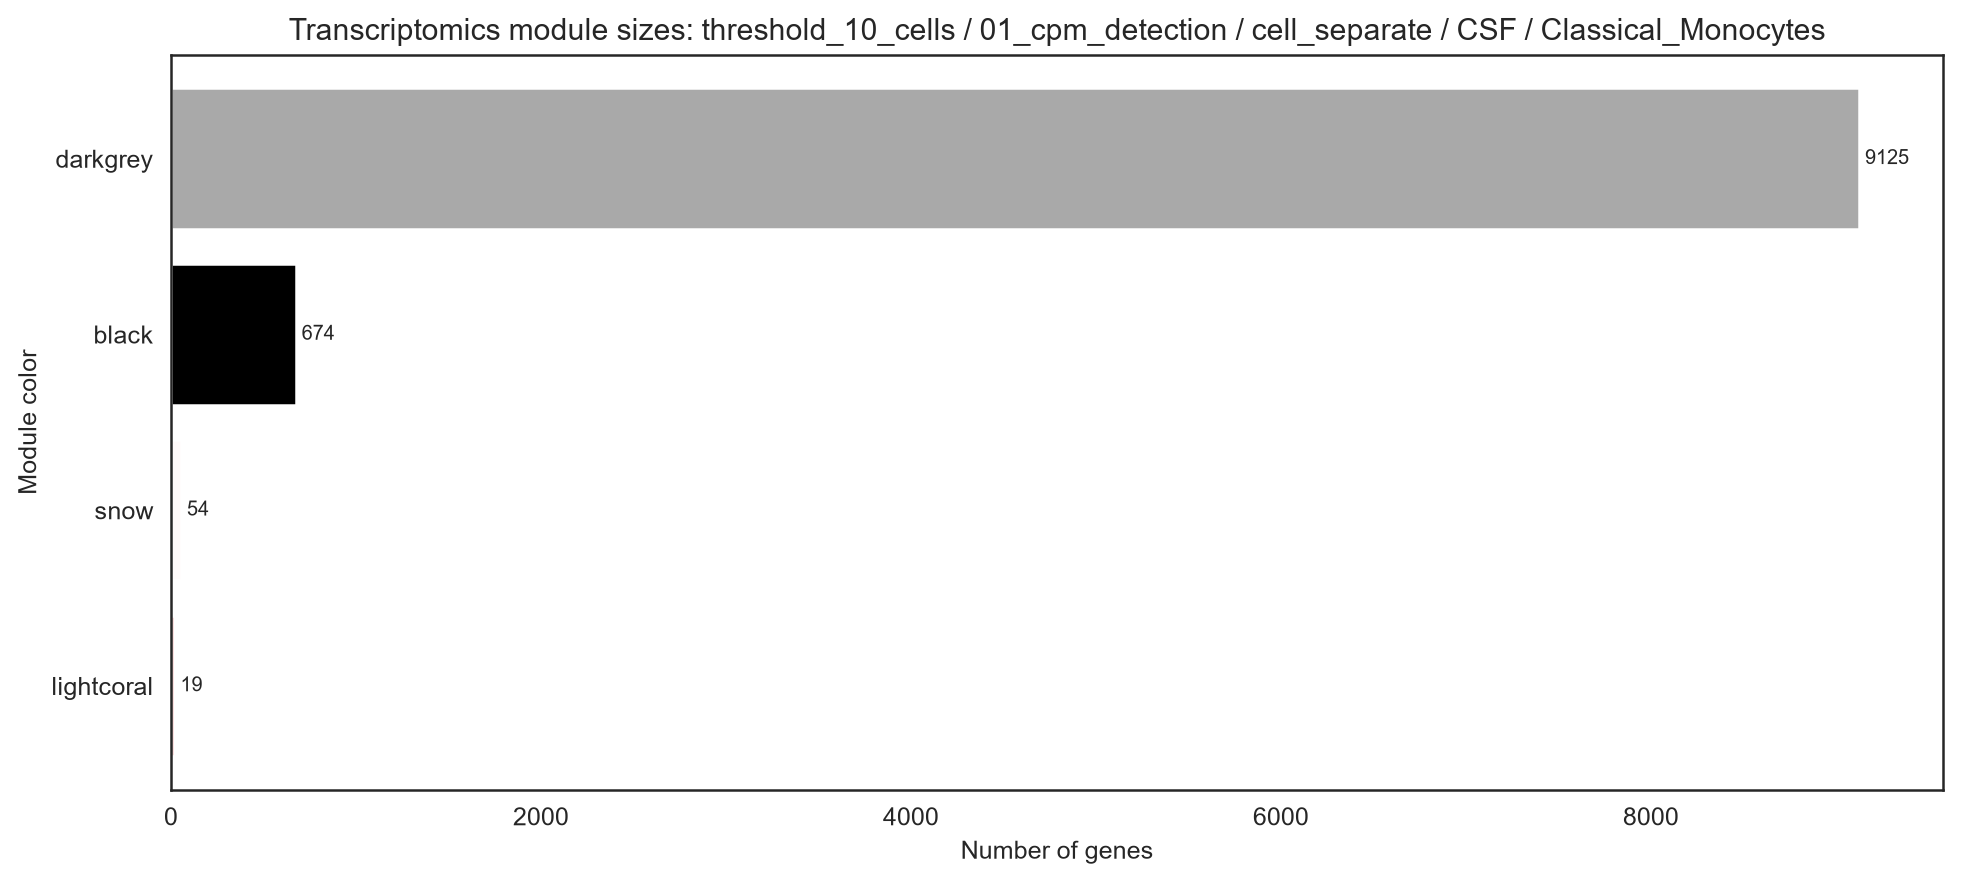 Transcriptomics module sizes: threshold_10_cells / 01_cpm_detection / cell_separate / CSF / Classical_Monocytes
Module color
darkgrey
9125
black
674
snow
54
lightcoral
19
0 2000 4000 6000 8000
Number of genes